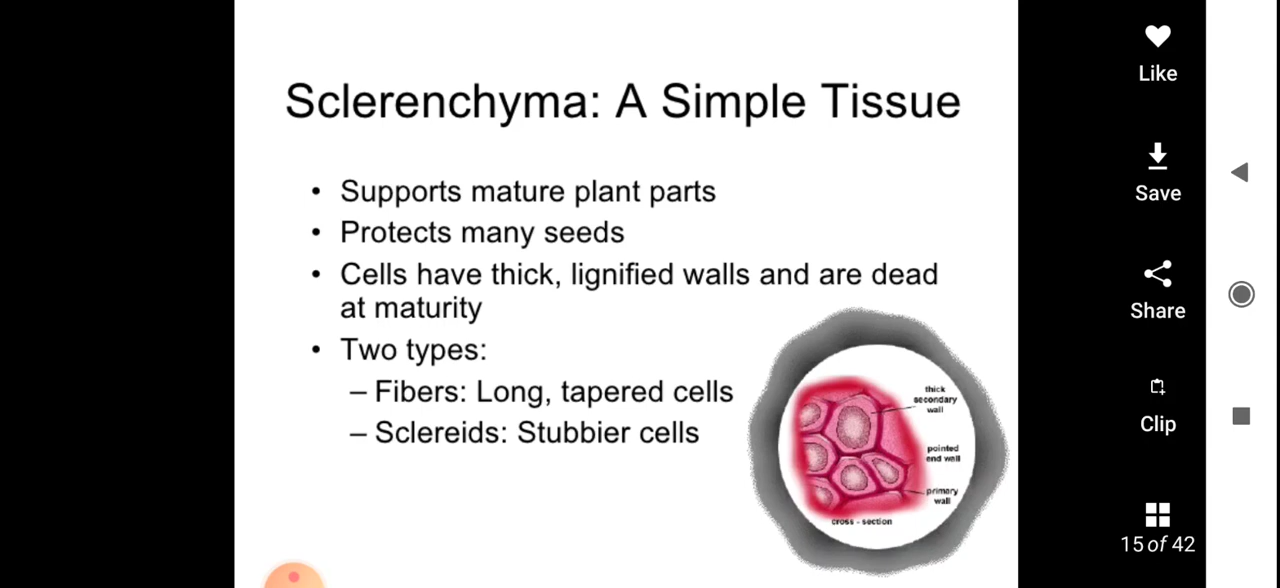 Sclerenchyma: A Simple Tissue
• Supports mature plant parts
• Protects many seeds
• Cells have thick, lignified walls and are dead
at maturity
• Two types:
– Fibers: Long, tapered cells
– Sclereids: Stubbier cells
thick
secondary
wall
pointed
end wall
primary
wall
cross - section
Like
Save
Share
Clip
15 of 42